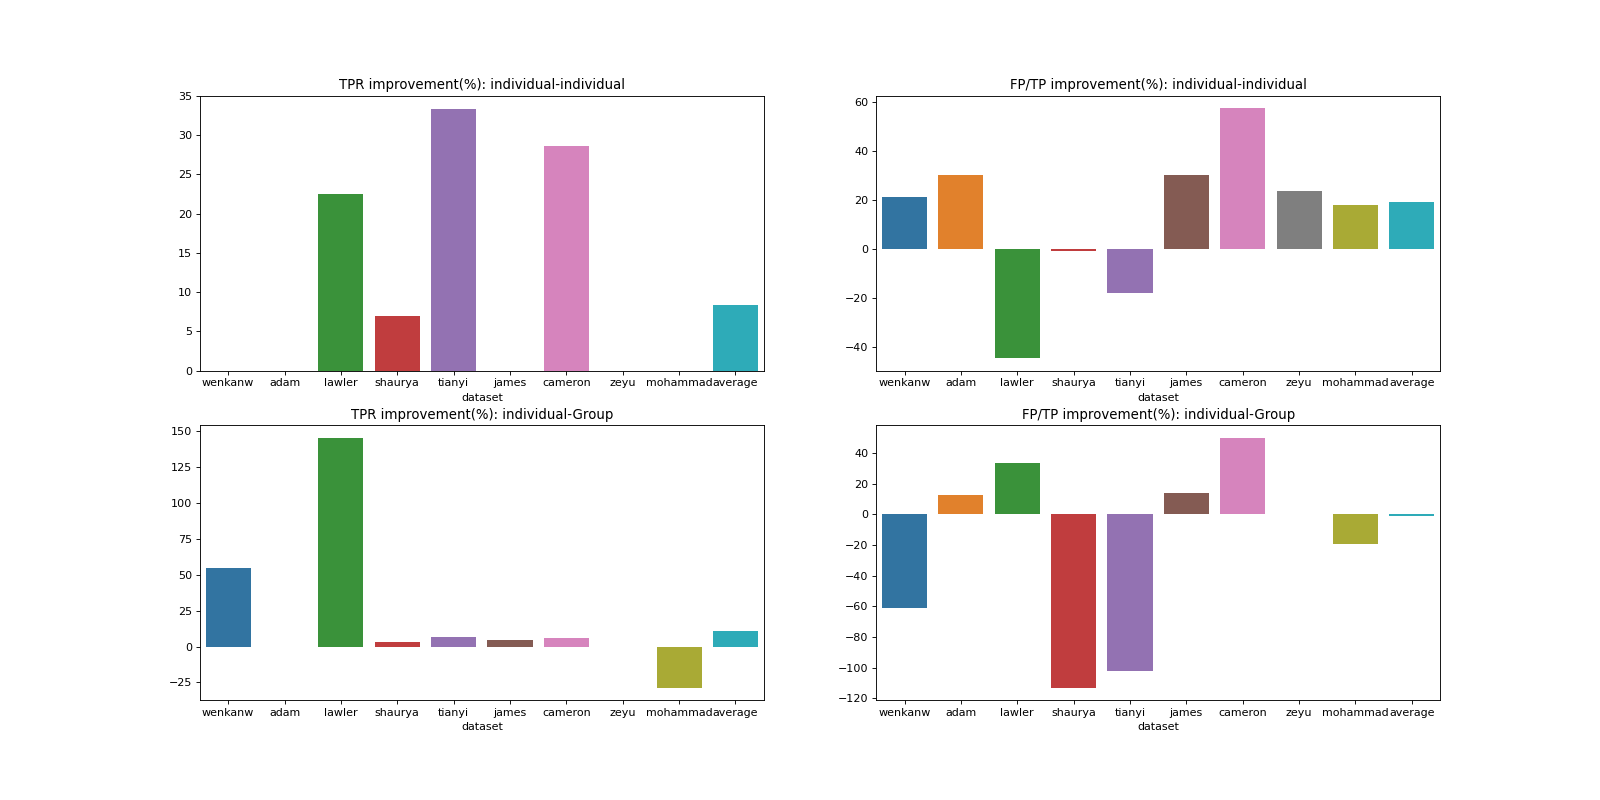 TPR improvement(%): individual-individual
35
30
25
20
15
10
5
0
wenkanw adam lawler shaurya tianyi james cameron zeyu mohammad average
dataset
FP/TP improvement(%): individual-individual
60
40
20
0
−20
−40
wenkanw adam lawler shaurya tianyi james cameron zeyu mohammad average
dataset
TPR improvement(%): individual-Group
150
125
100
75
50
25
0
−25
wenkanw adam lawler shaurya tianyi james cameron zeyu mohammad average
dataset
FP/TP improvement(%): individual-Group
40
20
0
−20
−40
−60
−80
−100
−120
wenkanw adam lawler shaurya tianyi james cameron zeyu mohammad average
dataset